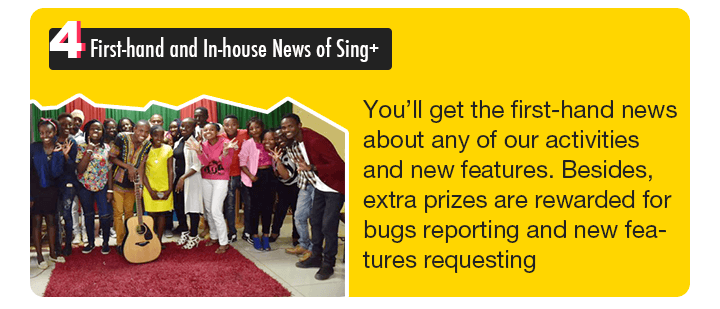 4 First-hand and In-house News of Sing+
You’ll get the first-hand news
about any of our activities
and new features. Besides,
extra prizes are rewarded for
bugs reporting and new fea-
tures requesting